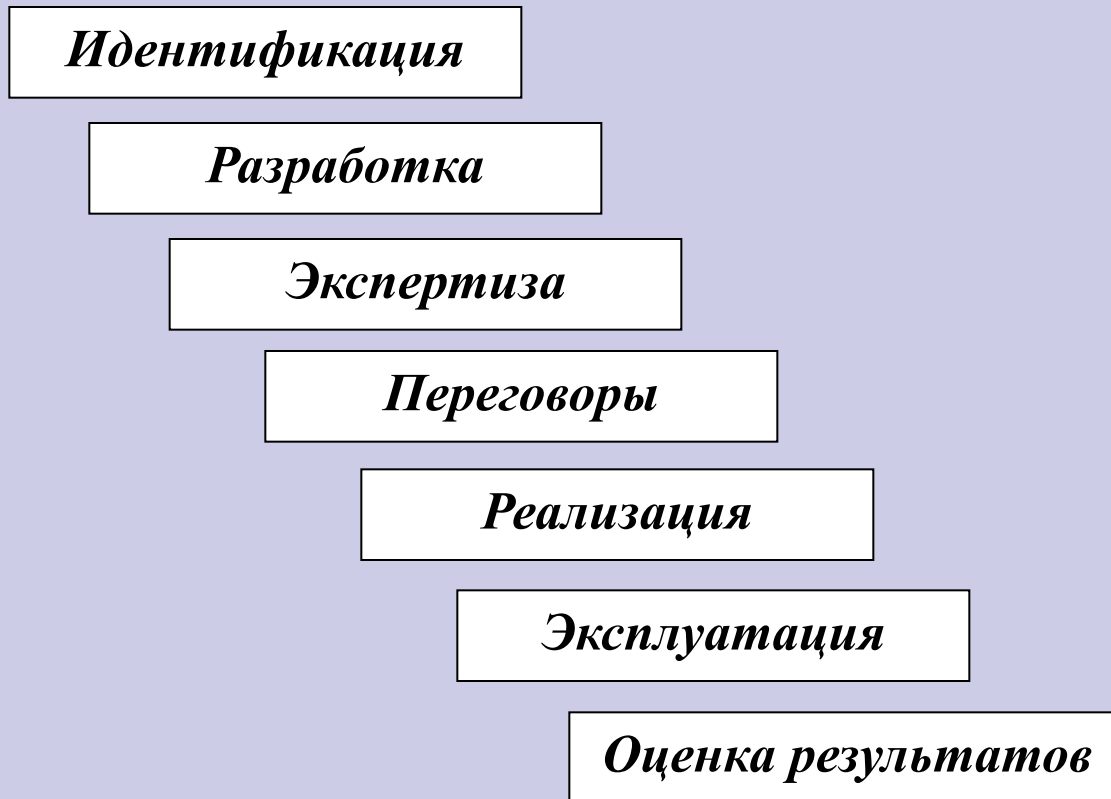 Идентификация
Разработка
Экспертиза
Переговоры
Реализация
Эксплуатация
Оценка результатов